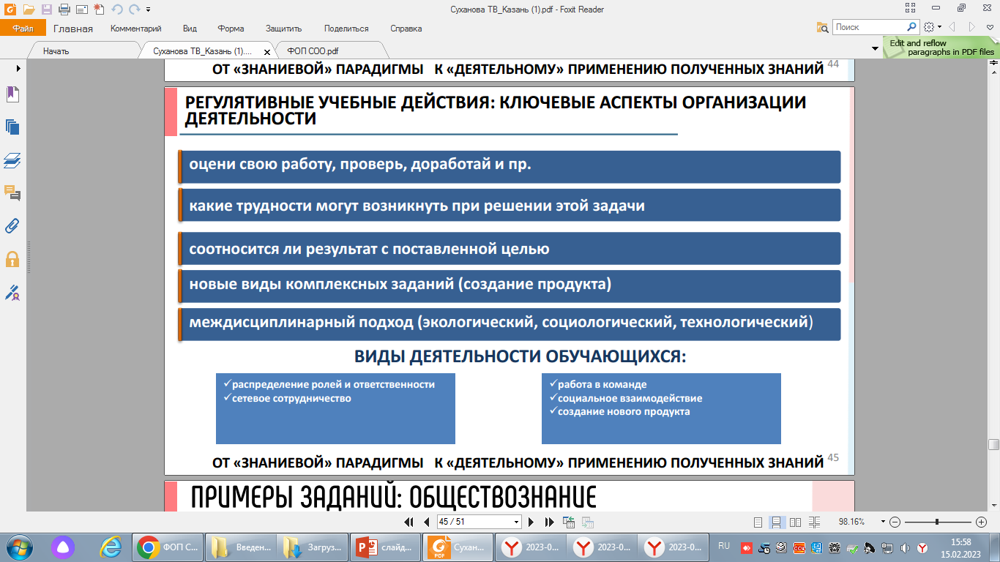 Суханова ТВ_Казань (1).pdf - Foxit Reader
Файл Главная Комментарий Вид Форма Защитить Поделиться Справка
Поиск
Начать Суханова ТВ_Казань (1).... ФОП СОО.pdf
Edit and reflow
paragraphs in PDF files
ОТ «ЗНАНИЕВОЙ» ПАРАДИГМЫ К «ДЕЯТЕЛЬНОМУ» ПРИМЕНЕНИЮ ПОЛУЧЕННЫХ ЗНАНИЙ 44
РЕГУЛЯТИВНЫЕ УЧЕБНЫЕ ДЕЙСТВИЯ: КЛЮЧЕВЫЕ АСПЕКТЫ ОРГАНИЗАЦИИ
ДЕЯТЕЛЬНОСТИ
оцени свою работу, проверь, доработай и пр.
какие трудности могут возникнуть при решении этой задачи
соотносится ли результат с поставленной целью
новые виды комплексных заданий (создание продукта)
междисциплинарный подход (экологический, социологический, технологический)
ВИДЫ ДЕЯТЕЛЬНОСТИ ОБУЧАЮЩИХСЯ:
✓распределение ролей и ответственности
✓сетевое сотрудничество
✓работа в команде
✓социальное взаимодействие
✓создание нового продукта
ОТ «ЗНАНИЕВОЙ» ПАРАДИГМЫ К «ДЕЯТЕЛЬНОМУ» ПРИМЕНЕНИЮ ПОЛУЧЕННЫХ ЗНАНИЙ 45
ПРИМЕРЫ ЗАДАНИЙ: ОБЩЕСТВОЗНАНИЕ
45 / 51
98.16%
ФОП С... Введен... Загруз... слайд... Сухан... 2023-0... 2023-0... 2023-0... RU
15:58
15.02.2023